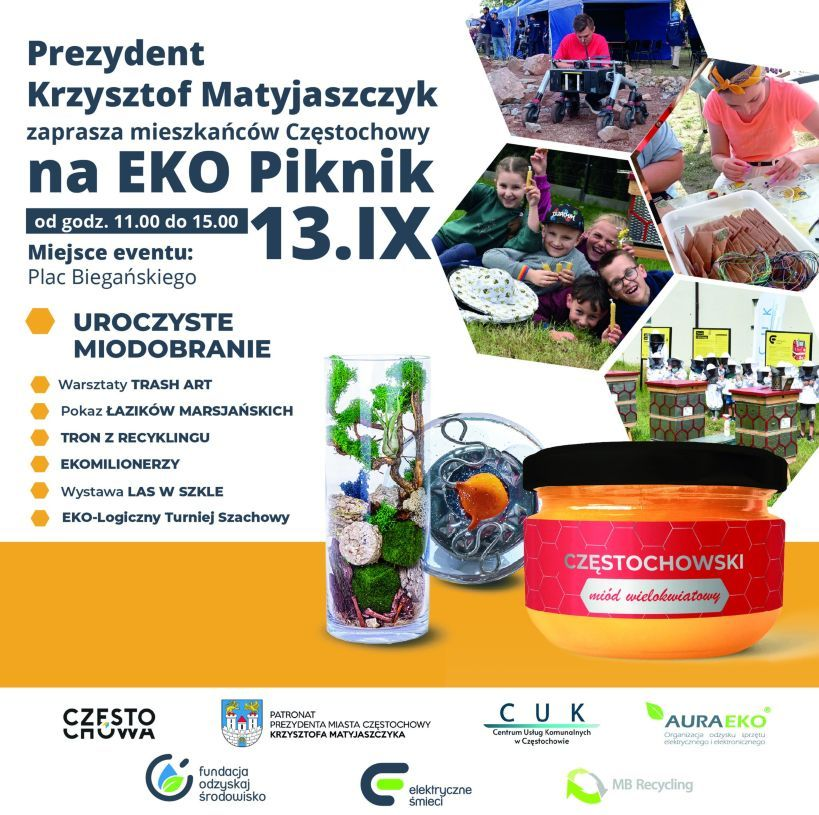 Prezydent
Krzysztof Matyjaszczyk
zaprasza mieszkańców Częstochowy
na EKO Piknik
od godz. 11.00 do 15.00
13.IX
Miejsce eventu:
Plac Biegańskiego
UROCZYSTE
MIODOBRANIE
Warsztaty TRASH ART
Pokaz ŁAZIKÓW MARSJAŃSKICH
TRON Z RECYKLINGU
EKOMILIONERZY
Wystawa LAS W SZKLE
EKO-Logiczny Turniej Szachowy
CZĘSTOCHOWSKI
miód wielokwiatowy
CZĘSTO
CHOWA
PATRONAT
PREZYDENTA MIASTA CZĘSTOCHOWY
KRZYSZTOFA MATYJASZCZYKA
CUK
Centrum Usług Komunalnych
w Częstochowie
AURAEKO®
Organizacja odzysku sprzętu
elektrycznego i elektronicznego
fundacja
odzyskaj
środowisko
elektryczne
śmieci
MB Recycling